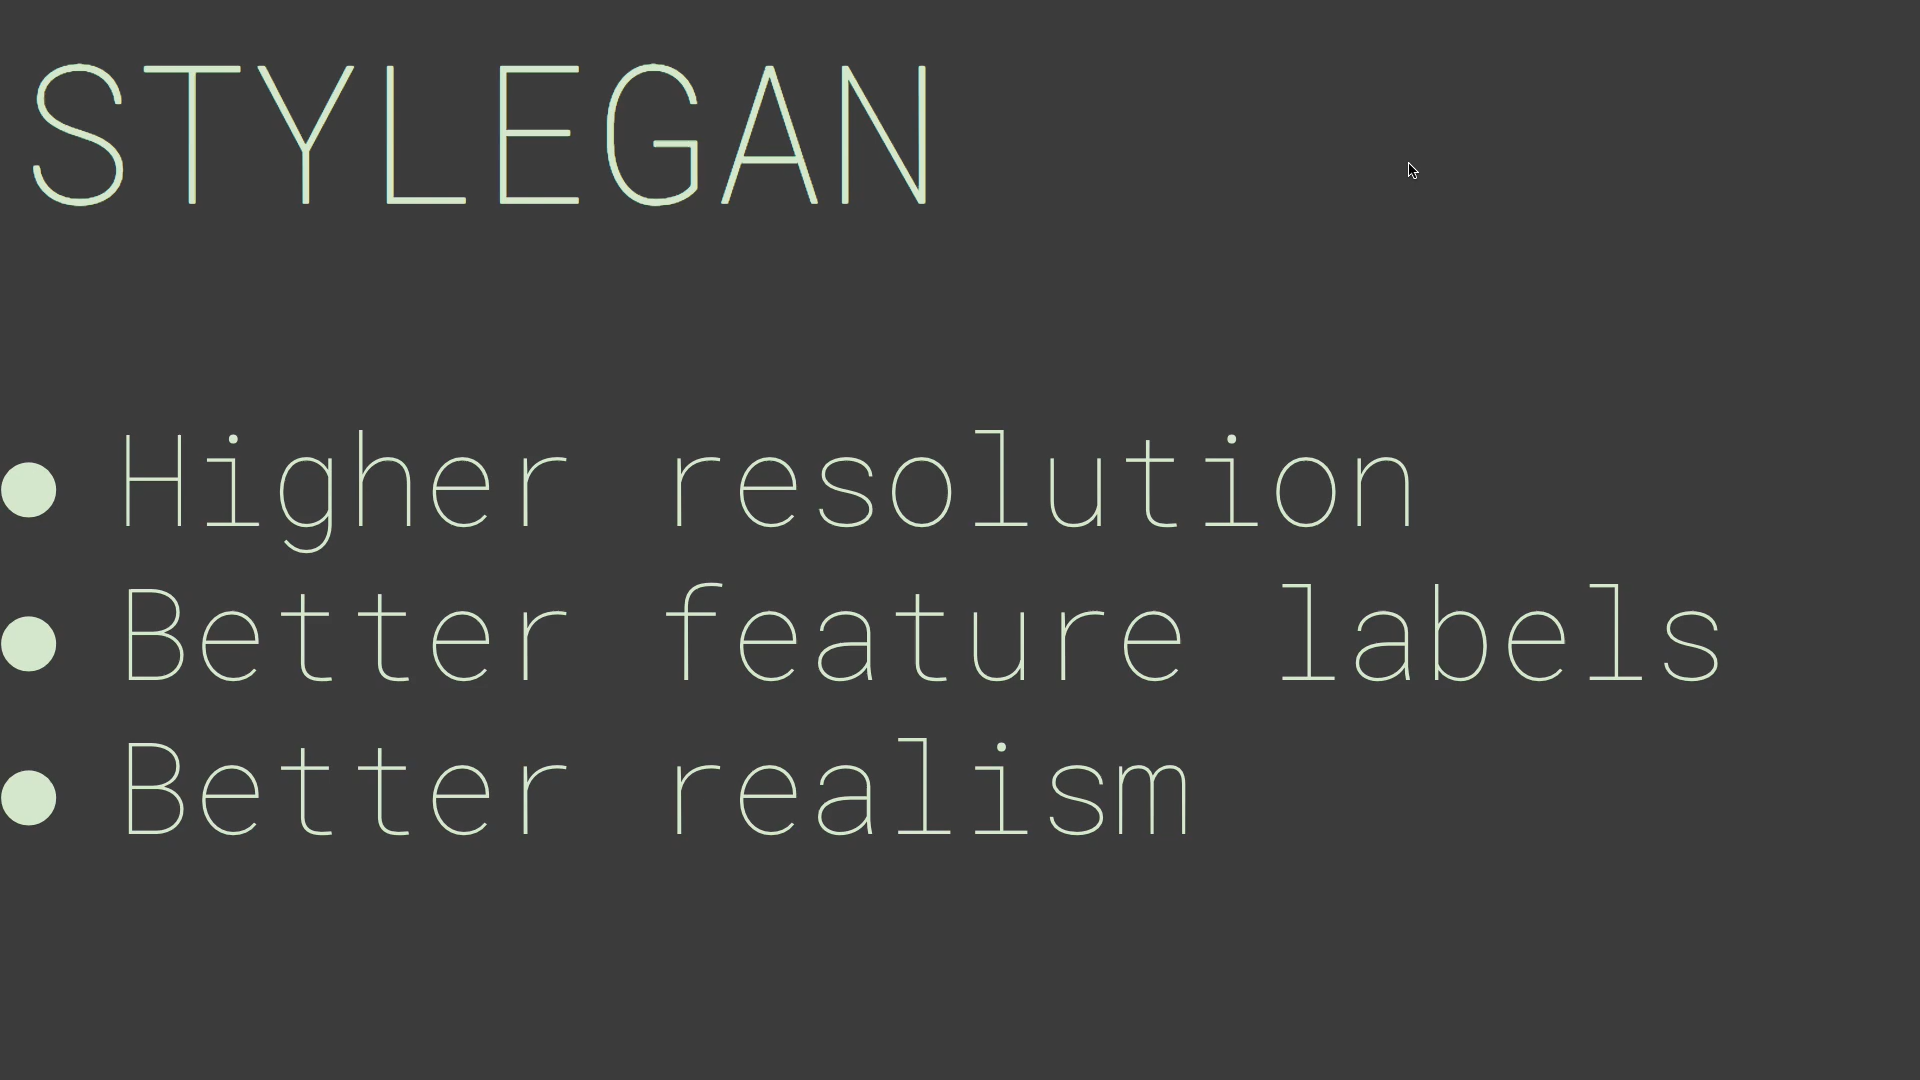 STYLEGAN
• Higher resolution
• Better feature labels
• Better realism